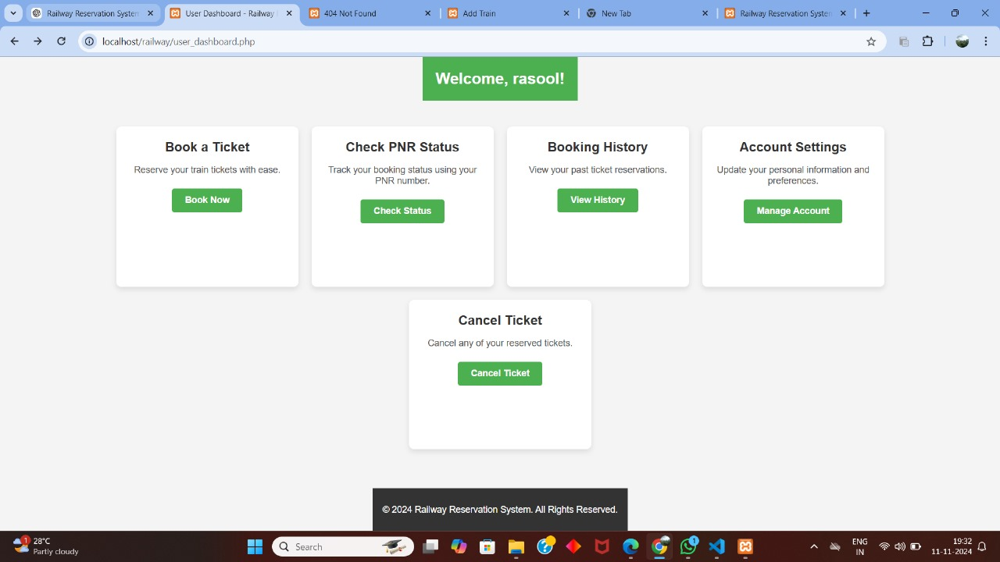 Railway Reservation System
User Dashboard - Railway
404 Not Found
Add Train
New Tab
Railway Reservation System
localhost/railway/user_dashboard.php
Welcome, rasool!
Book a Ticket
Reserve your train tickets with ease.
Book Now
Check PNR Status
Track your booking status using your
PNR number.
Check Status
Booking History
View your past ticket reservations.
View History
Account Settings
Update your personal information and
preferences.
Manage Account
Cancel Ticket
Cancel any of your reserved tickets.
Cancel Ticket
© 2024 Railway Reservation System. All Rights Reserved.
1
28°C
Partly cloudy
Search
1
ENG
IN
19:32
11-11-2024